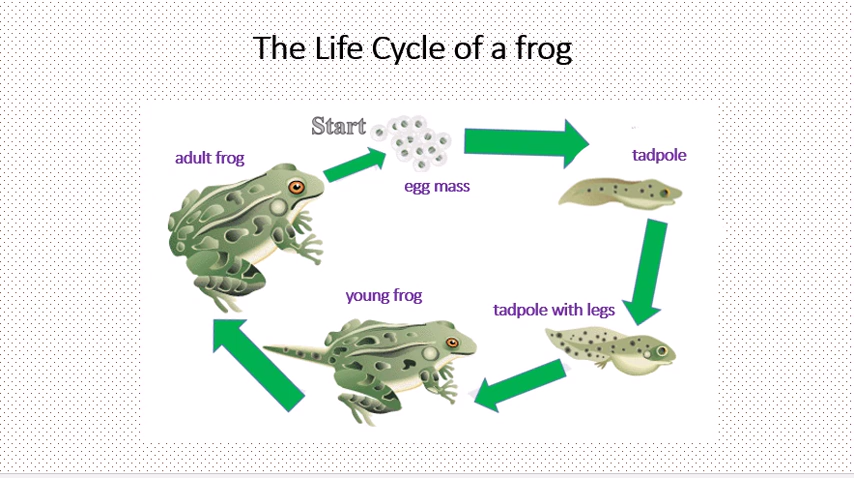 The Life Cycle of a frog
Start
egg mass
tadpole
tadpole with legs
young frog
adult frog